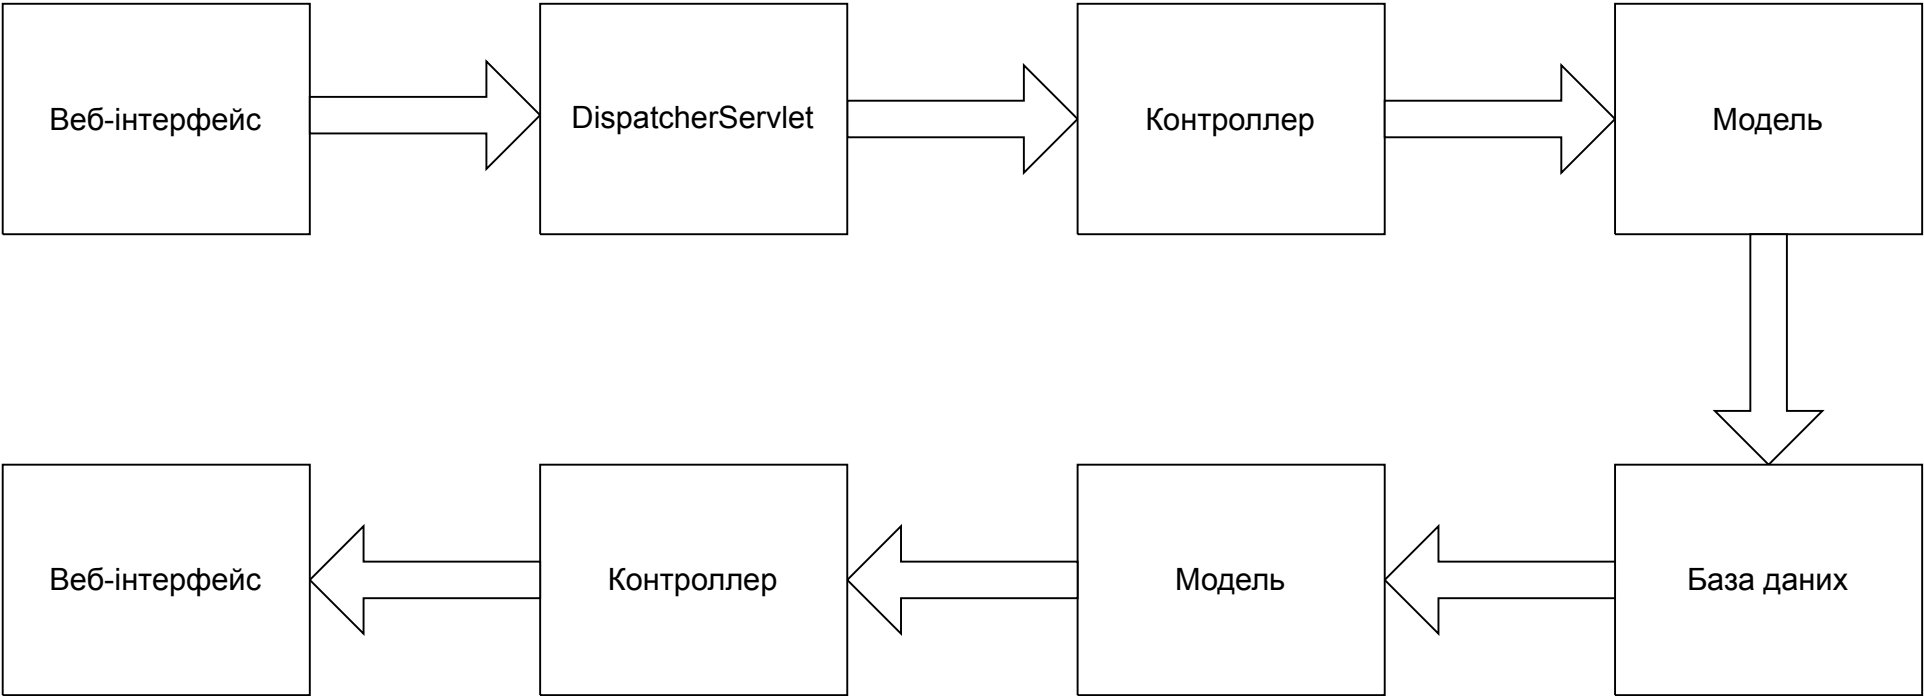 Веб-інтерфейс
DispatcherServlet
Контроллер
Модель
Веб-інтерфейс
Контроллер
Модель
База даних